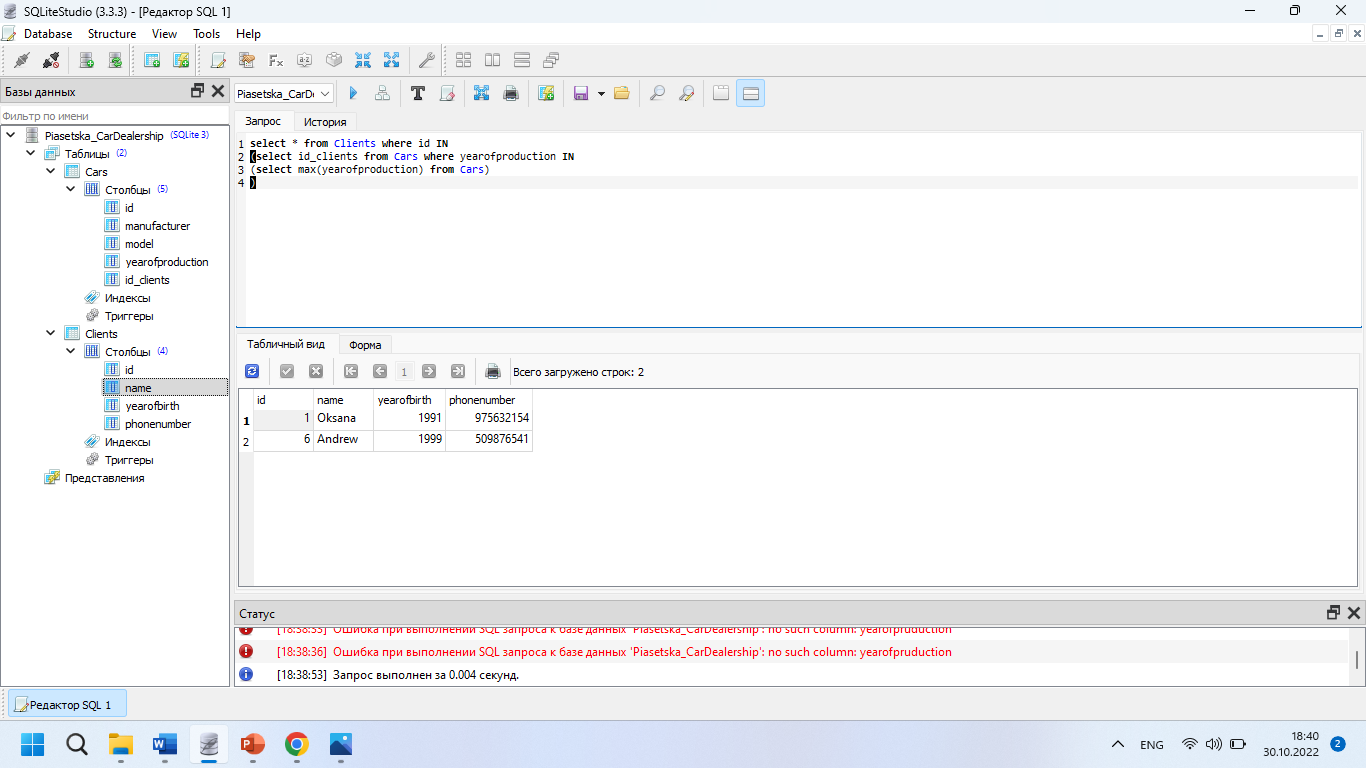 SQLiteStudio (3.3.3) - [Редактор SQL 1]
Database Structure View Tools Help
Базы данных
Piasetska_CarD
Фильтр по имени
Запрос История
Piasetska_CarDealership (SQLite 3)
Таблицы (2)
Cars
Столбцы (5)
id
manufacturer
model
yearofproduction
id_clients
Индексы
Триггеры
Clients
Столбцы (4)
id
name
yearofbirth
phonenumber
Индексы
Триггеры
Представления
1 select * from Clients where id IN
2 (select id_clients from Cars where yearofproduction IN
3 (select max(yearofproduction) from Cars)
4 )
Табличный вид Форма
1 Всего загружено строк: 2
id name yearofbirth phonenumber
1 1 Oksana 1991 975632154
2 6 Andrew 1999 509876541
Статус
[18:38:35] Ошибка при выполнении SQL запроса к базе данных 'Piasetska_CarDealership': no such column: yearofpruduction
[18:38:36] Ошибка при выполнении SQL запроса к базе данных 'Piasetska_CarDealership': no such column: yearofpruduction
[18:38:53] Запрос выполнен за 0.004 секунд.
Редактор SQL 1
ENG
18:40
30.10.2022
2